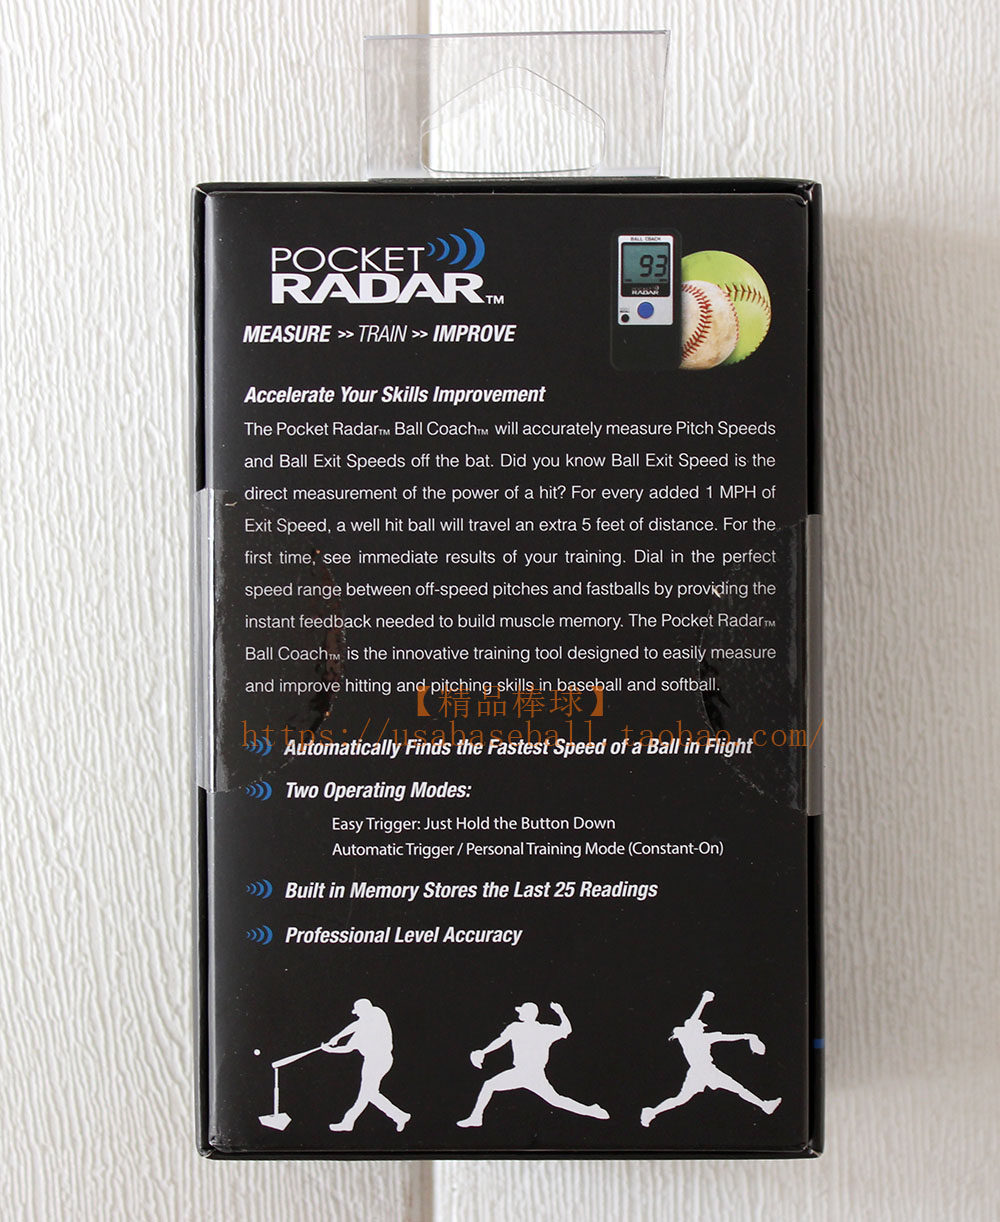 POCKET
RADAR™
MEASURE >> TRAIN >> IMPROVE
BALL COACH
93
POCKET
RADAR
Accelerate Your Skills Improvement
The Pocket Radar™ Ball Coach™ will accurately measure Pitch Speeds
and Ball Exit Speeds off the bat. Did you know Ball Exit Speed is the
direct measurement of the power of a hit? For every added 1 MPH of
Exit Speed, a well hit ball will travel an extra 5 feet of distance. For the
first time, see immediate results of your training. Dial in the perfect
speed range between off-speed pitches and fastballs by providing the
instant feedback needed to build muscle memory. The Pocket Radar™
Ball Coach™ is the innovative training tool designed to easily measure
and improve hitting and pitching skills in baseball and softball.
【精品棒球】
https://usabaseball.taobao.com/
Automatically Finds the Fastest Speed of a Ball in Flight
Two Operating Modes:
Easy Trigger: Just Hold the Button Down
Automatic Trigger / Personal Training Mode (Constant-On)
Built in Memory Stores the Last 25 Readings
Professional Level Accuracy